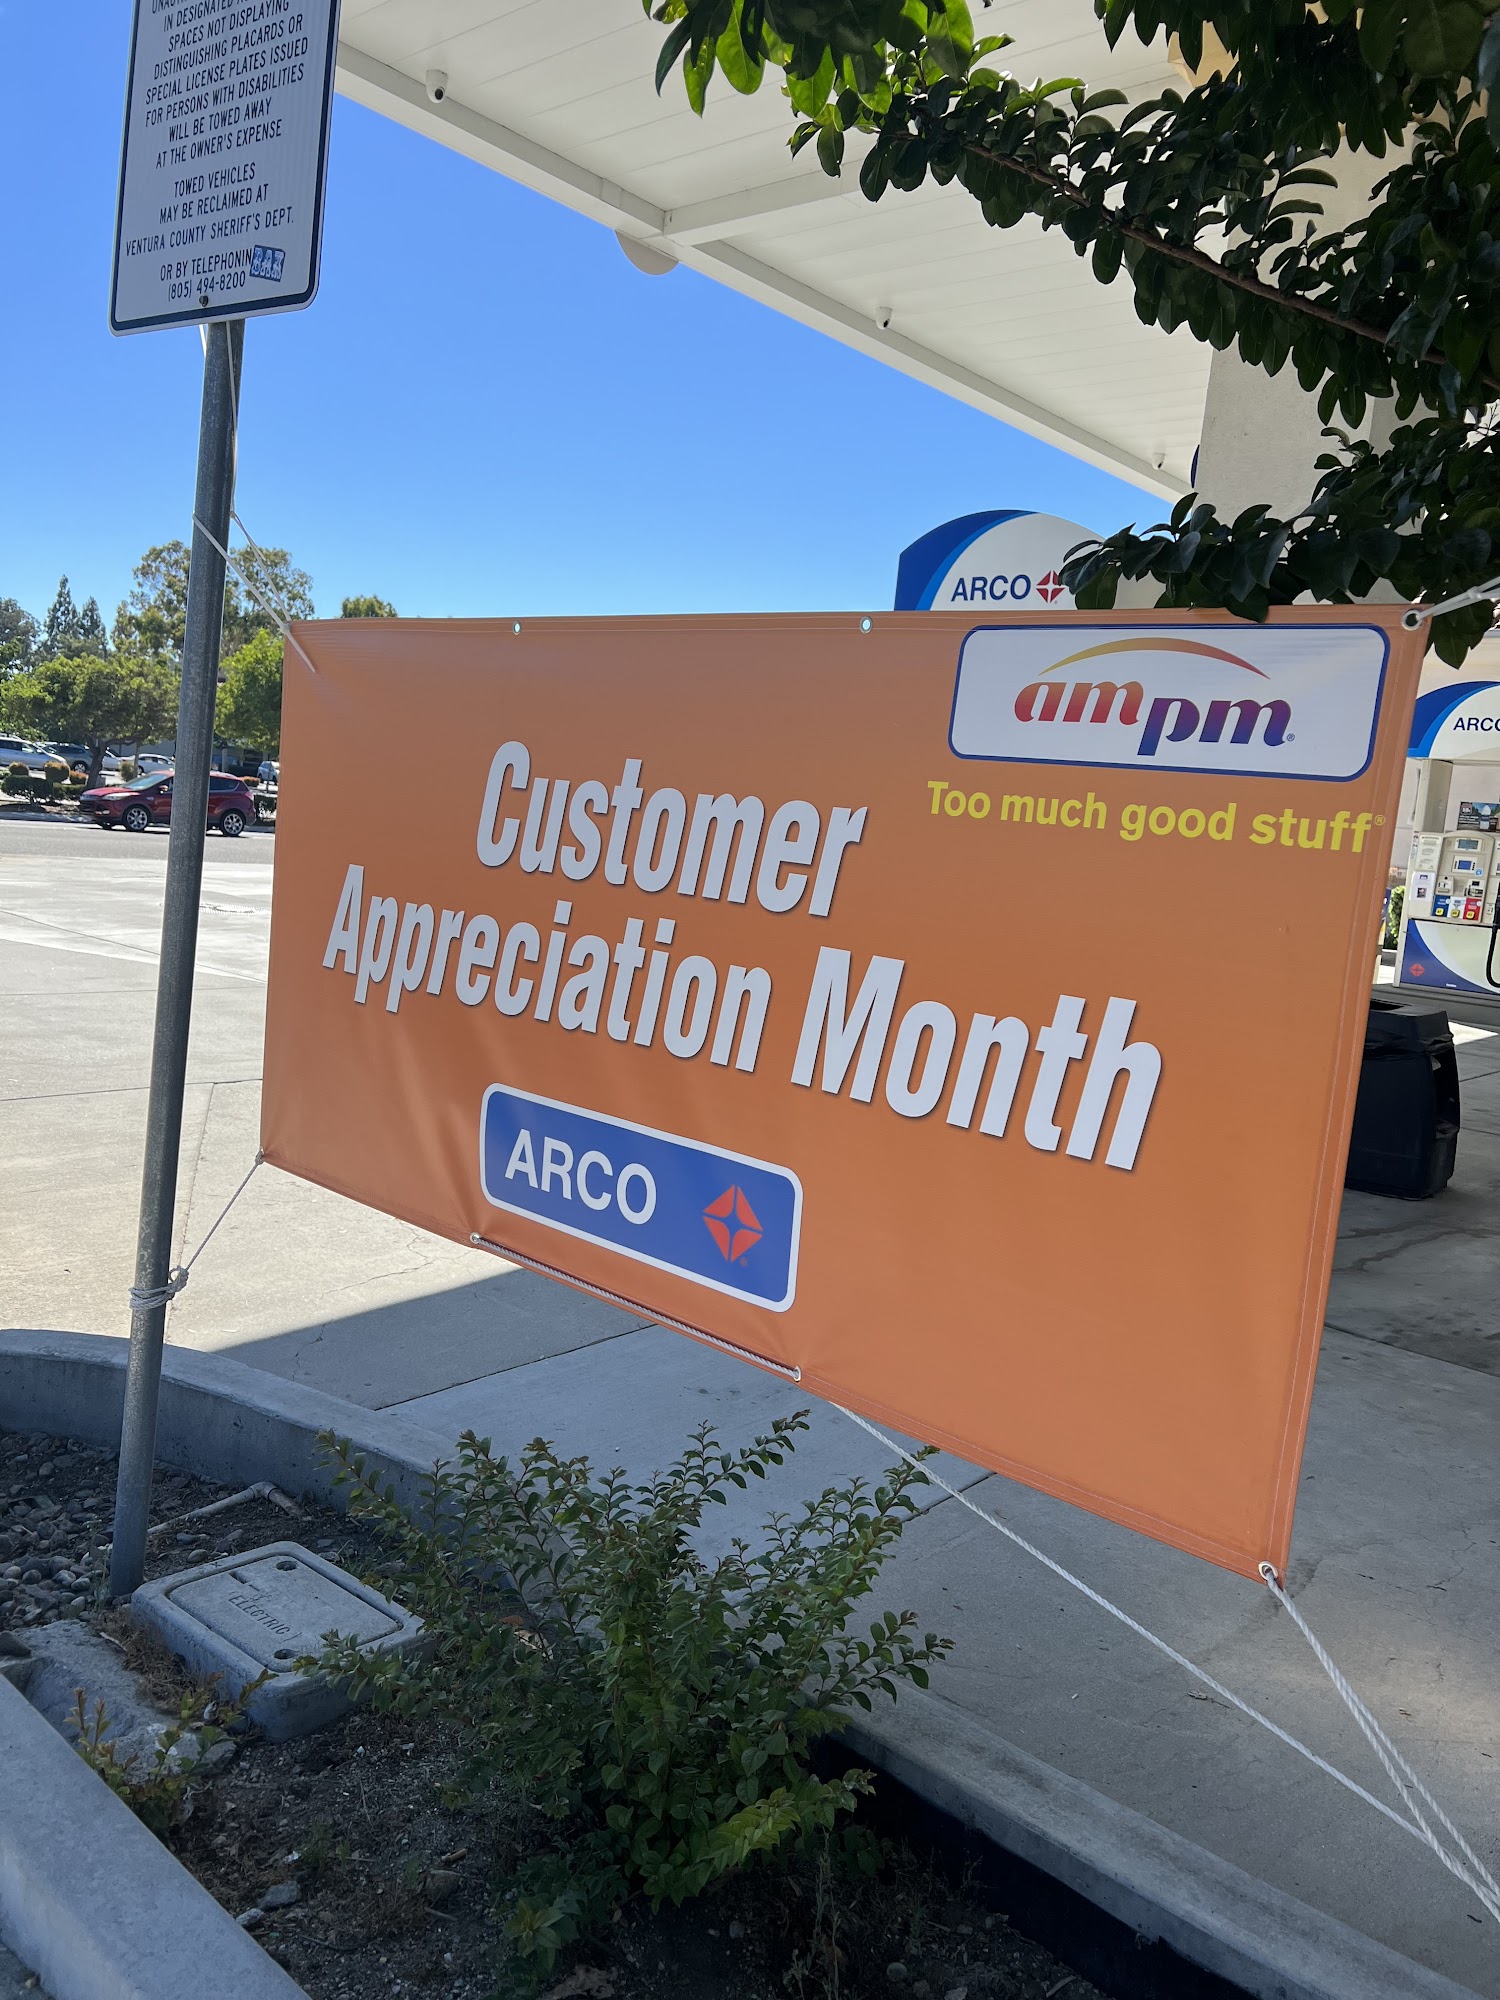 IN DESIGNATED
SPACES NOT DISPLAYING
DISTINGUISHING PLACARDS OR
SPECIAL LICENSE PLATES ISSUED
FOR PERSONS WITH DISABILITIES
WILL BE TOWED AWAY
AT THE OWNER'S EXPENSE
TOWED VEHICLES
MAY BE RECLAIMED AT
VENTURA COUNTY SHERIFF'S DEPT.
OR BY TELEPHONIN
(805) 494-8200
ARCO
ampm®
Too much good stuff®
Customer
Appreciation Month
ARCO
ARCO
ELECTRIC